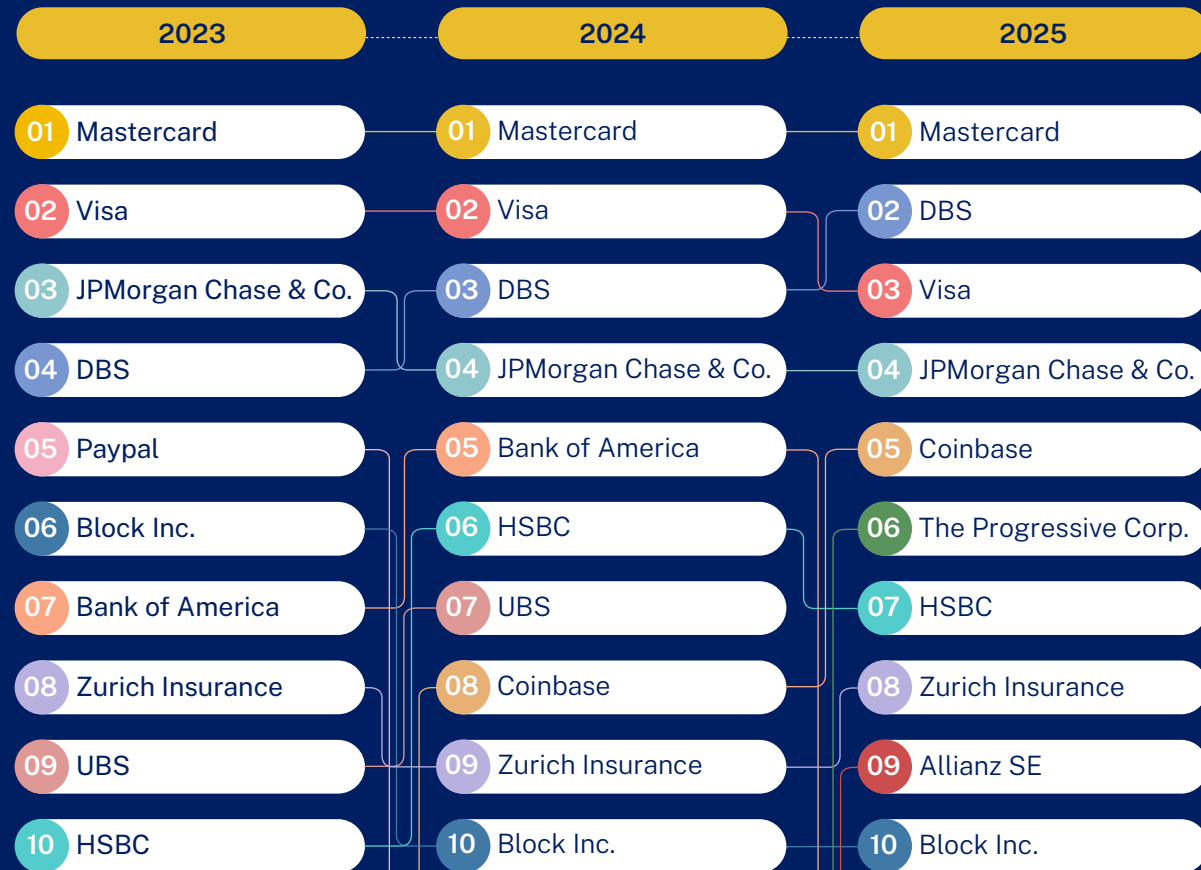 2023
2024
2025
01 Mastercard
01 Mastercard
01 Mastercard
02 Visa
02 Visa
02 DBS
03 JPMorgan Chase & Co.
03 DBS
03 Visa
04 DBS
04 JPMorgan Chase & Co.
04 JPMorgan Chase & Co.
05 Paypal
05 Bank of America
05 Coinbase
06 Block Inc.
06 HSBC
06 The Progressive Corp.
07 Bank of America
07 UBS
07 HSBC
08 Zurich Insurance
08 Coinbase
08 Zurich Insurance
09 UBS
09 Zurich Insurance
09 Allianz SE
10 HSBC
10 Block Inc.
10 Block Inc.